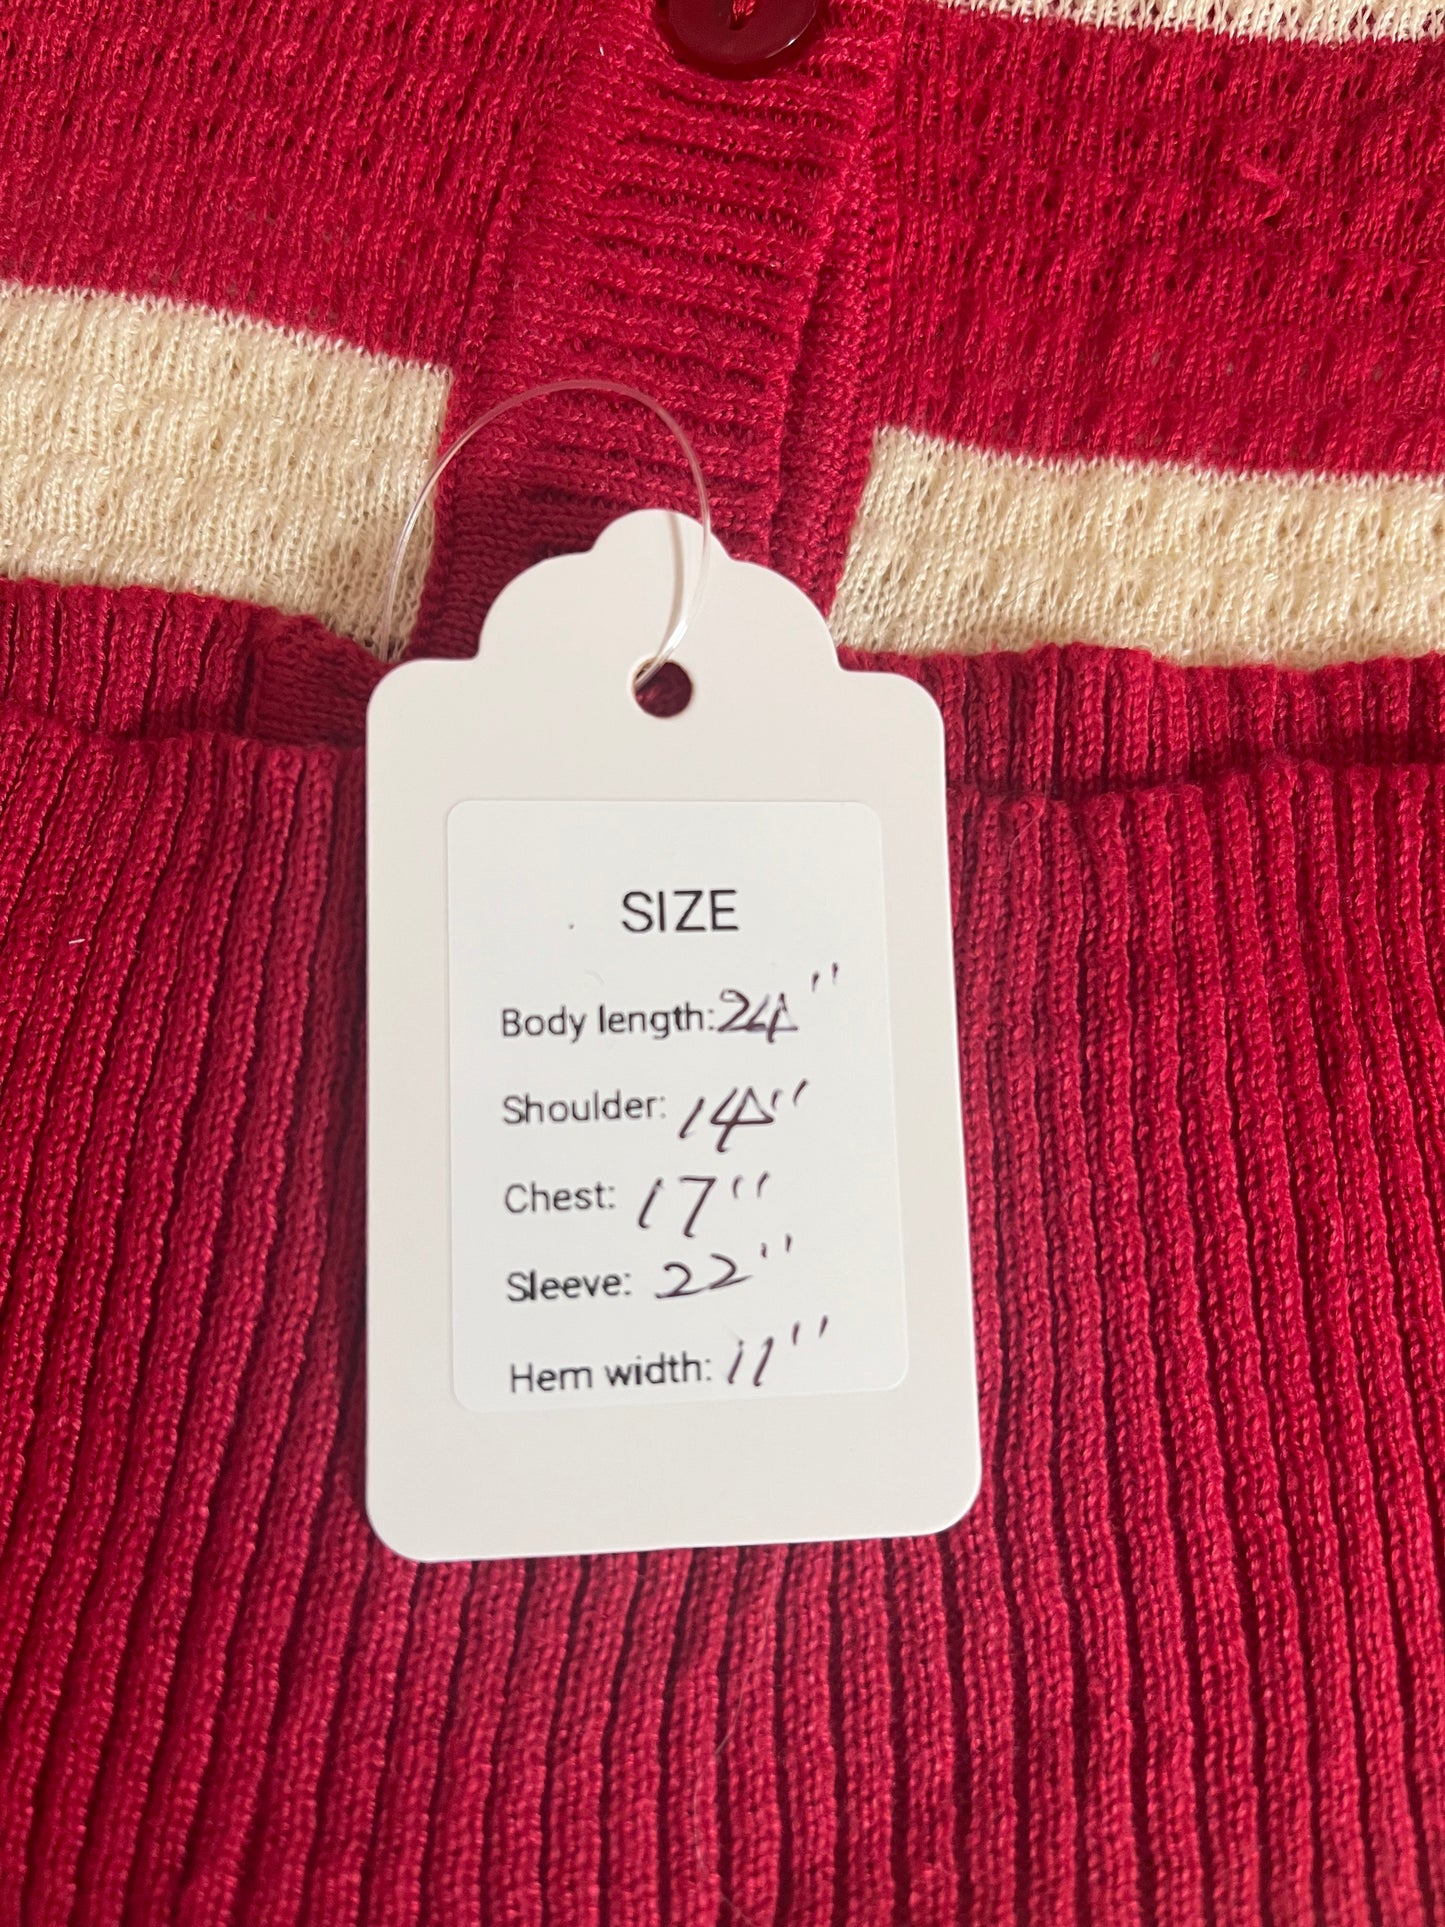 SIZE
Body length: 24"
Shoulder: 14"
Chest: 17"
Sleeve: 22"
Hem width: 11"